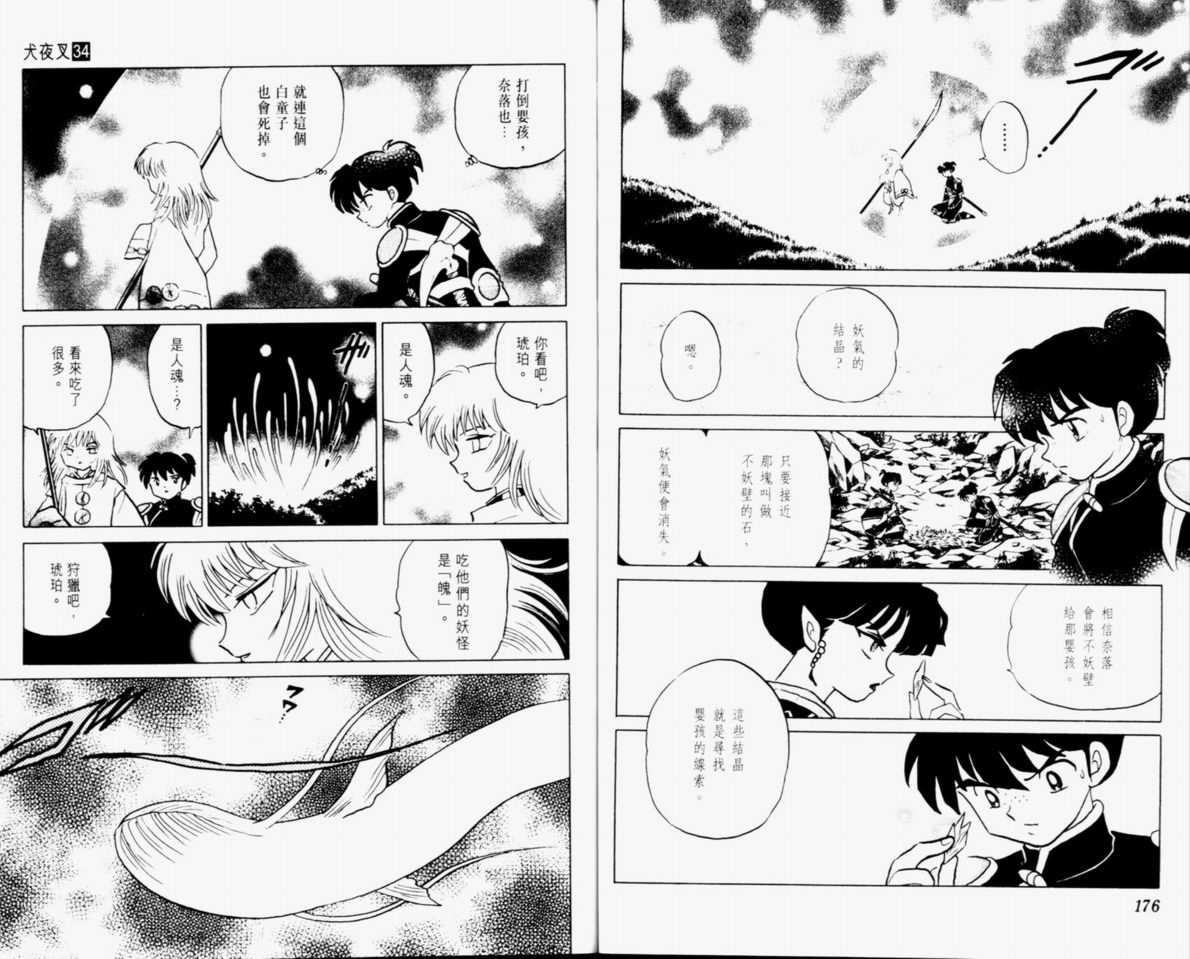 ……
妖氣的
結晶？
嗯。
只要接近
那塊叫做
不妖壁的石，
妖氣便會消失。
相信奈落
會將不妖壁
給那嬰孩。
這些結晶
就是尋找
嬰孩的線索。
176
犬夜叉34
打倒嬰孩，
奈落也…
就連這個
白童子
也會死掉。
你看吧，
琥珀。
是人魂。
是人魂…？
看來吃了
很多。
吃他們的妖怪
是「魄」。
狩獵吧，
琥珀。